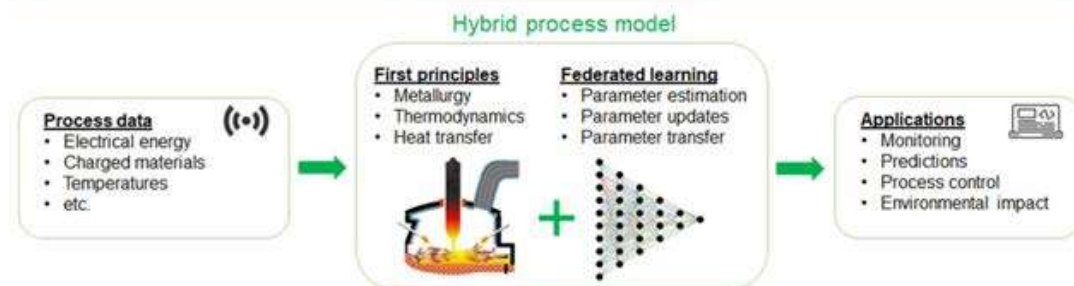 Hybrid process model
Process data
• Electrical energy
• Charged materials
• Temperatures
• etc.
First principles
• Metallurgy
• Thermodynamics
• Heat transfer
Federated learning
• Parameter estimation
• Parameter updates
• Parameter transfer
Applications
• Monitoring
• Predictions
• Process control
• Environmental impact